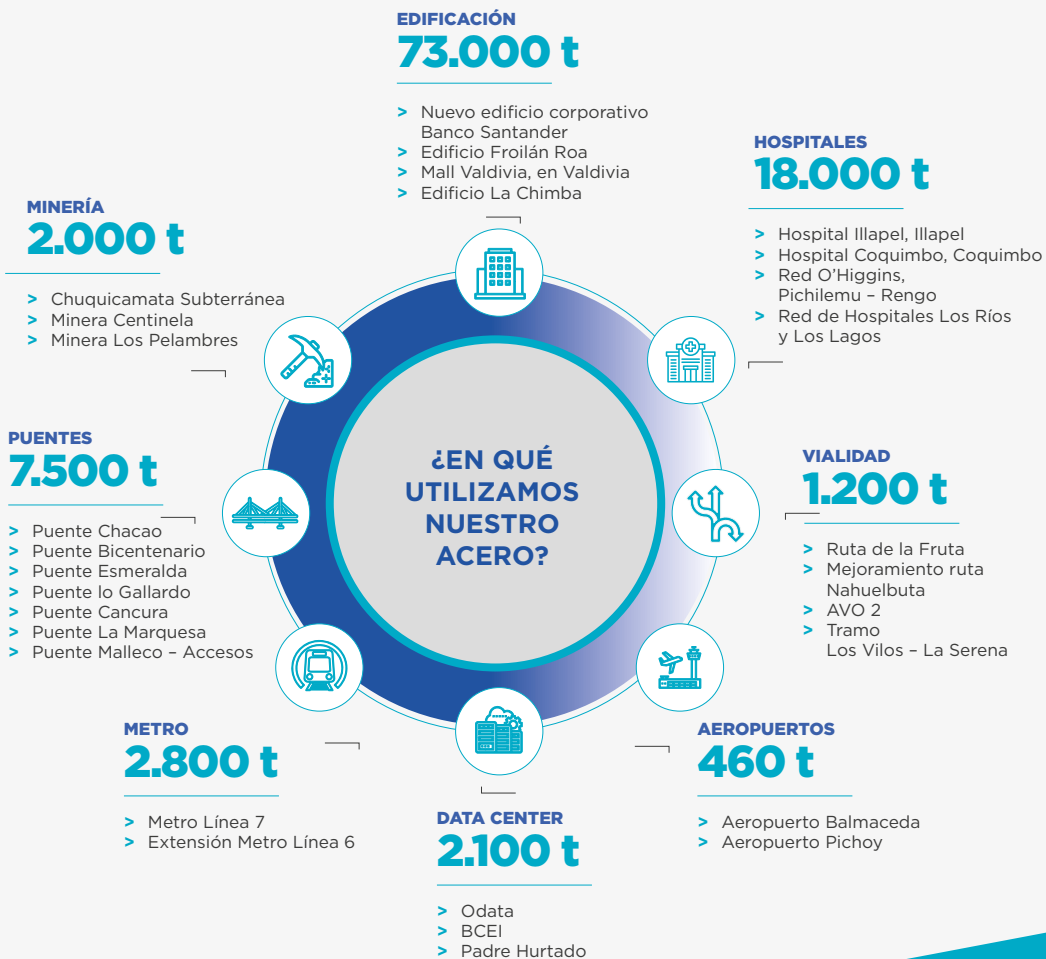 EDIFICACIÓN
73.000 t
> Nuevo edificio corporativo
Banco Santander
> Edificio Froilán Roa
> Mall Valdivia, en Valdivia
> Edificio La Chimba
HOSPITALES
18.000 t
> Hospital Illapel, Illapel
> Hospital Coquimbo, Coquimbo
> Red O'Higgins,
Pichilemu – Rengo
> Red de Hospitales Los Ríos
y Los Lagos
MINERÍA
2.000 t
> Chuquicamata Subterránea
> Minera Centinela
> Minera Los Pelambres
¿EN QUÉ
UTILIZAMOS
NUESTRO
ACERO?
PUENTES
7.500 t
> Puente Chacao
> Puente Bicentenario
> Puente Esmeralda
> Puente lo Gallardo
> Puente Cancura
> Puente La Marquesa
> Puente Malleco – Accesos
VIALIDAD
1.200 t
> Ruta de la Fruta
> Mejoramiento ruta
Nahuelbuta
> AVO 2
> Tramo
Los Vilos – La Serena
METRO
2.800 t
> Metro Línea 7
> Extensión Metro Línea 6
DATA CENTER
2.100 t
> Odata
> BCEI
> Padre Hurtado
AEROPUERTOS
460 t
> Aeropuerto Balmaceda
> Aeropuerto Pichoy